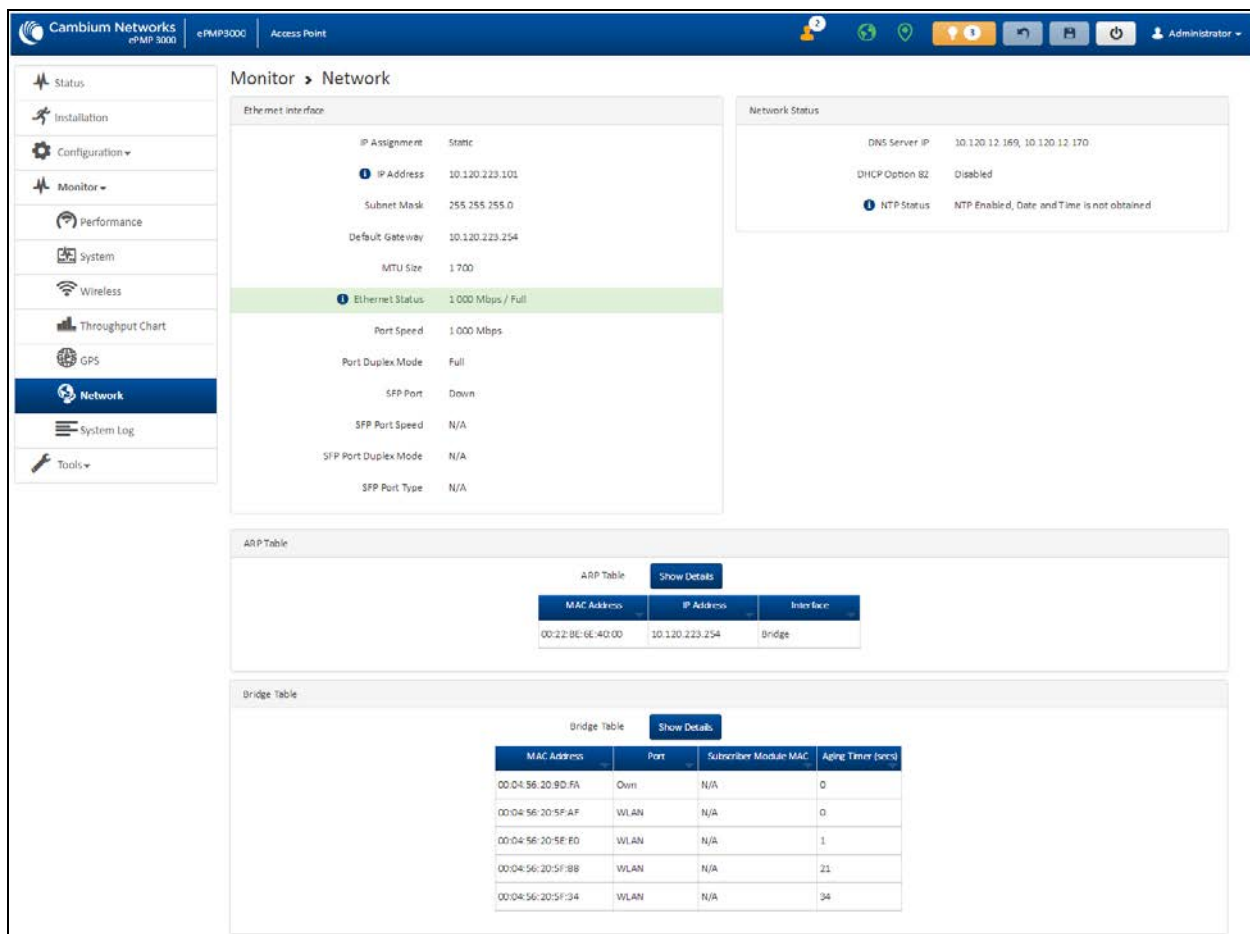 Cambium Networks
ePMP 3000
ePMP3000
Access Point
2
3
Administrator
Status
Installation
Configuration
Monitor
Performance
System
Wireless
Throughput Chart
GPS
Network
System Log
Tools
Monitor > Network
Ethernet Interface
IP Assignment Static
IP Address 10.120.223.101
Subnet Mask 255.255.255.0
Default Gateway 10.120.223.254
MTU Size 1700
Ethernet Status 1000 Mbps / Full
Port Speed 1000 Mbps
Port Duplex Mode Full
SFP Port Down
SFP Port Speed N/A
SFP Port Duplex Mode N/A
SFP Port Type N/A
Network Status
DNS Server IP 10.120.12.169, 10.120.12.170
DHCP Option 82 Disabled
NTP Status NTP Enabled, Date and Time is not obtained
ARP Table
ARP Table Show Details
MAC Address IP Address Interface
00:22:BE:6E:40:00 10.120.223.254 Bridge
Bridge Table
Bridge Table Show Details
MAC Address Port Subscriber Module MAC Aging Timer (secs)
00:04:56:20:9D:FA Own N/A 0
00:04:56:20:5F:AF WLAN N/A 0
00:04:56:20:5E:E0 WLAN N/A 1
00:04:56:20:5F:BB WLAN N/A 21
00:04:56:20:5F:34 WLAN N/A 34